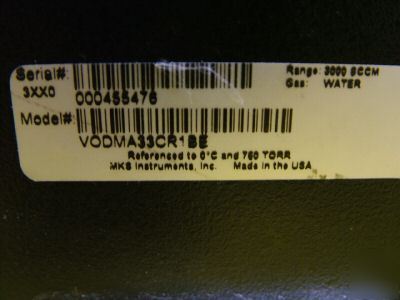 Serial#:
3XX0
000455476
Range: 3000 SCCM
Gas: WATER
Model#:
VODMA33CR1BE
Referenced to 0°C and 760 TORR
MKS Instruments, Inc. Made in the USA